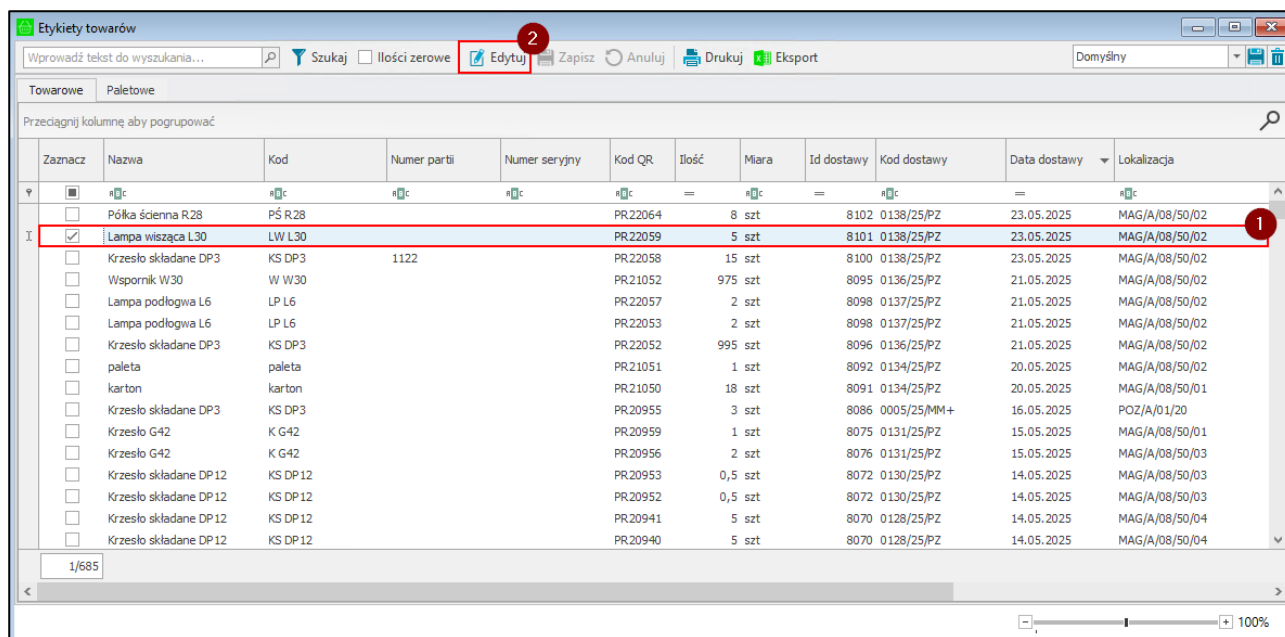 Etykiety towarów
2
Wprowadź tekst do wyszukania... Szukaj Ilości zerowe Edytuj Zapisz Anuluj Drukuj Eksport Domyślny
Towarowe Paletowe
Przeciągnij kolumnę aby pogrupować
Zaznacz Nazwa Kod Numer partii Numer seryjny Kod QR Ilość Miara Id dostawy Kod dostawy Data dostawy Lokalizacja
ABC ABC ABC ABC ABC = ABC = ABC = ABC
Półka ścienna R28 PŚ R28 PR22064 8 szt 8102 0138/25/PZ 23.05.2025 MAG/A/08/50/02
1
Lampa wisząca L30 LW L30 PR22059 5 szt 8101 0138/25/PZ 23.05.2025 MAG/A/08/50/02
Krzesło składane DP3 KS DP3 1122 PR22058 15 szt 8100 0138/25/PZ 23.05.2025 MAG/A/08/50/02
Wspornik W30 W W30 PR21052 975 szt 8095 0136/25/PZ 21.05.2025 MAG/A/08/50/02
Lampa podłogwa L6 LP L6 PR22057 2 szt 8098 0137/25/PZ 21.05.2025 MAG/A/08/50/02
Lampa podłogwa L6 LP L6 PR22053 2 szt 8098 0137/25/PZ 21.05.2025 MAG/A/08/50/02
Krzesło składane DP3 KS DP3 PR22052 995 szt 8096 0136/25/PZ 21.05.2025 MAG/A/08/50/02
paleta paleta PR21051 1 szt 8092 0134/25/PZ 20.05.2025 MAG/A/08/50/02
karton karton PR21050 18 szt 8091 0134/25/PZ 20.05.2025 MAG/A/08/50/01
Krzesło składane DP3 KS DP3 PR20955 3 szt 8086 0005/25/MM+ 16.05.2025 POZ/A/01/20
Krzesło G42 K G42 PR20959 1 szt 8075 0131/25/PZ 15.05.2025 MAG/A/08/50/01
Krzesło G42 K G42 PR20956 2 szt 8076 0131/25/PZ 15.05.2025 MAG/A/08/50/03
Krzesło składane DP12 KS DP12 PR20953 0,5 szt 8072 0130/25/PZ 14.05.2025 MAG/A/08/50/03
Krzesło składane DP12 KS DP12 PR20952 0,5 szt 8072 0130/25/PZ 14.05.2025 MAG/A/08/50/03
Krzesło składane DP12 KS DP12 PR20941 5 szt 8070 0128/25/PZ 14.05.2025 MAG/A/08/50/04
Krzesło składane DP12 KS DP12 PR20940 5 szt 8070 0128/25/PZ 14.05.2025 MAG/A/08/50/04
1/685
100%